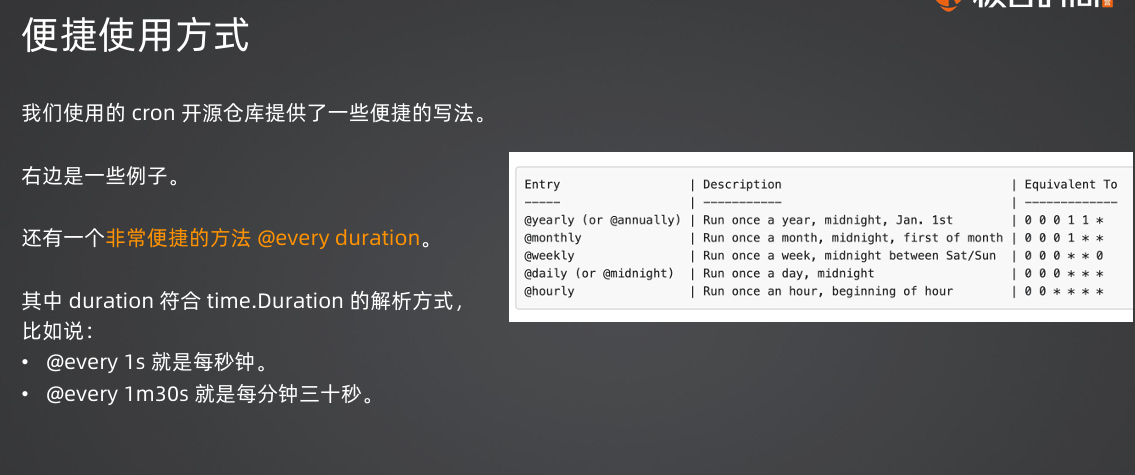 便捷使用方式
我们使用的 cron 开源仓库提供了一些便捷的写法。
右边是一些例子。
还有一个非常便捷的方法 @every duration。
其中 duration 符合 time.Duration 的解析方式，
比如说：
• @every 1s 就是每秒钟。
• @every 1m30s 就是每分钟三十秒。
Entry | Description | Equivalent To
----- | ----------- | -------------
@yearly (or @annually) | Run once a year, midnight, Jan. 1st | 0 0 0 1 1 *
@monthly | Run once a month, midnight, first of month | 0 0 0 1 * *
@weekly | Run once a week, midnight between Sat/Sun | 0 0 0 * * 0
@daily (or @midnight) | Run once a day, midnight | 0 0 0 * * *
@hourly | Run once an hour, beginning of hour | 0 0 * * * *